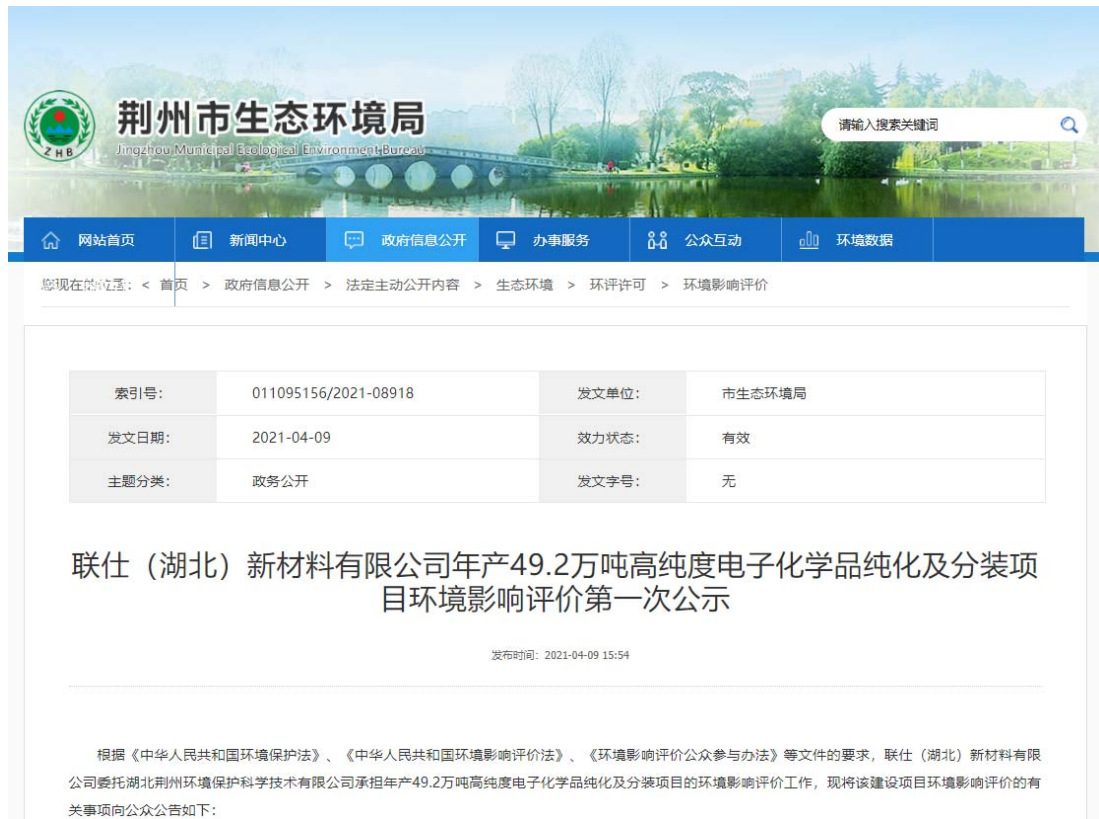 荆州市生态环境局
Jingzhou Municipal Ecological Environment Bureau
ZHB
请输入搜索关键词
网站首页 新闻中心 政府信息公开 办事服务 公众互动 环境数据
您现在的位置: < 首页 > 政府信息公开 > 法定主动公开内容 > 生态环境 > 环评许可 > 环境影响评价
索引号: 011095156/2021-08918 发文单位: 市生态环境局
发文日期: 2021-04-09 效力状态: 有效
主题分类: 政务公开 发文字号: 无
联仕（湖北）新材料有限公司年产49.2万吨高纯度电子化学品纯化及分装项
目环境影响评价第一次公示
发布时间: 2021-04-09 15:54
根据《中华人民共和国环境保护法》、《中华人民共和国环境影响评价法》、《环境影响评价公众参与办法》等文件的要求，联仕（湖北）新材料有限
公司委托湖北荆州环境保护科学技术有限公司承担年产49.2万吨高纯度电子化学品纯化及分装项目的环境影响评价工作，现将该建设项目环境影响评价的有
关事项向公众公告如下：